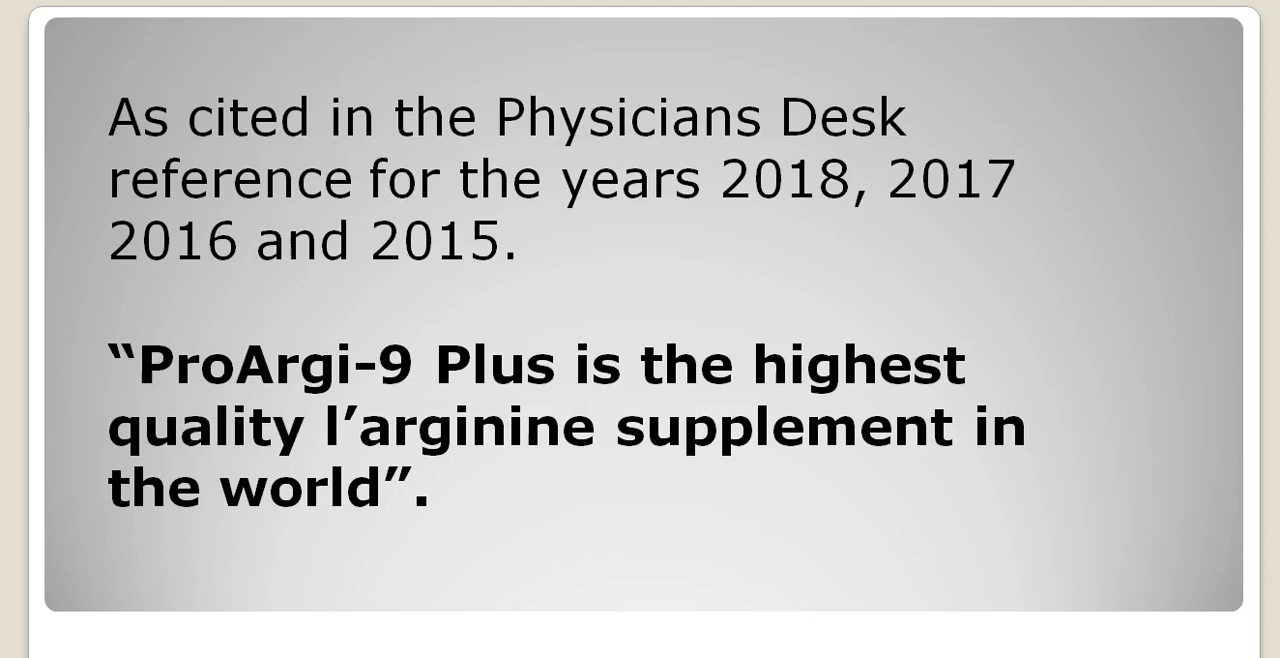 As cited in the Physicians Desk
reference for the years 2018, 2017
2016 and 2015.
“ProArgi-9 Plus is the highest
quality l’arginine supplement in
the world”.